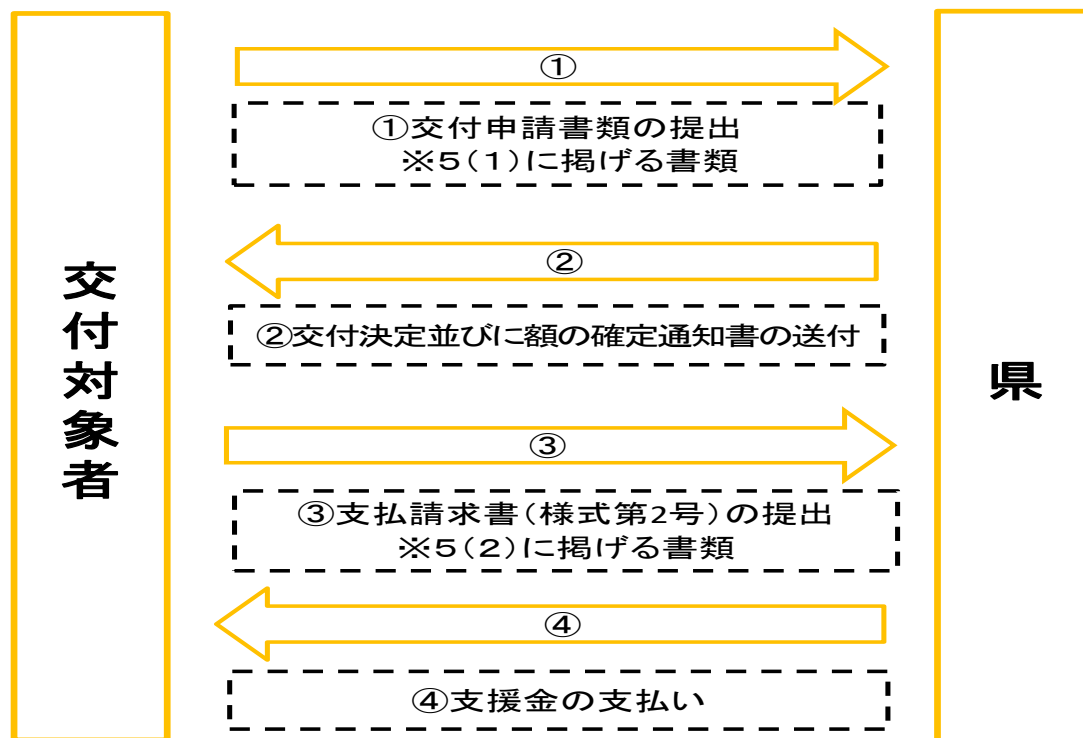 交付対象者
①
①交付申請書類の提出
※5(1)に掲げる書類
②
②交付決定並びに額の確定通知書の送付
③
③支払請求書(様式第2号)の提出
※5(2)に掲げる書類
④
④支援金の支払い
県